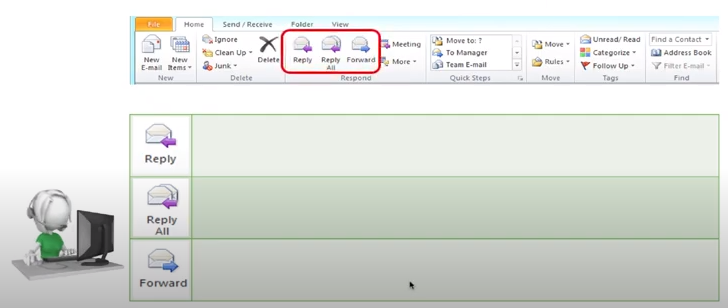 File Home Send / Receive Folder View
New E-mail
New Items
Ignore
Clean Up
Junk
Delete
Reply
Reply All
Forward
Meeting
More
Move to: ?
To Manager
Team E-mail
Move
Rules
Unread/ Read
Categorize
Follow Up
Find a Contact
Address Book
Filter E-mail
New Delete Respond Quick Steps Move Tags Find
Reply
Reply
All
Forward